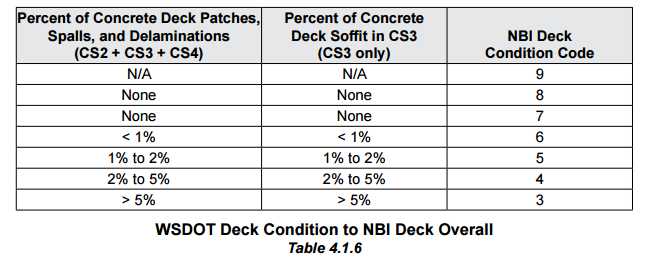 Percent of Concrete Deck Patches, Spalls, and Delaminations (CS2 + CS3 + CS4) Percent of Concrete Deck Soffit in CS3 (CS3 only) NBI Deck Condition Code
N/A N/A 9
None None 8
None None 7
< 1% < 1% 6
1% to 2% 1% to 2% 5
2% to 5% 2% to 5% 4
> 5% > 5% 3
WSDOT Deck Condition to NBI Deck Overall
Table 4.1.6